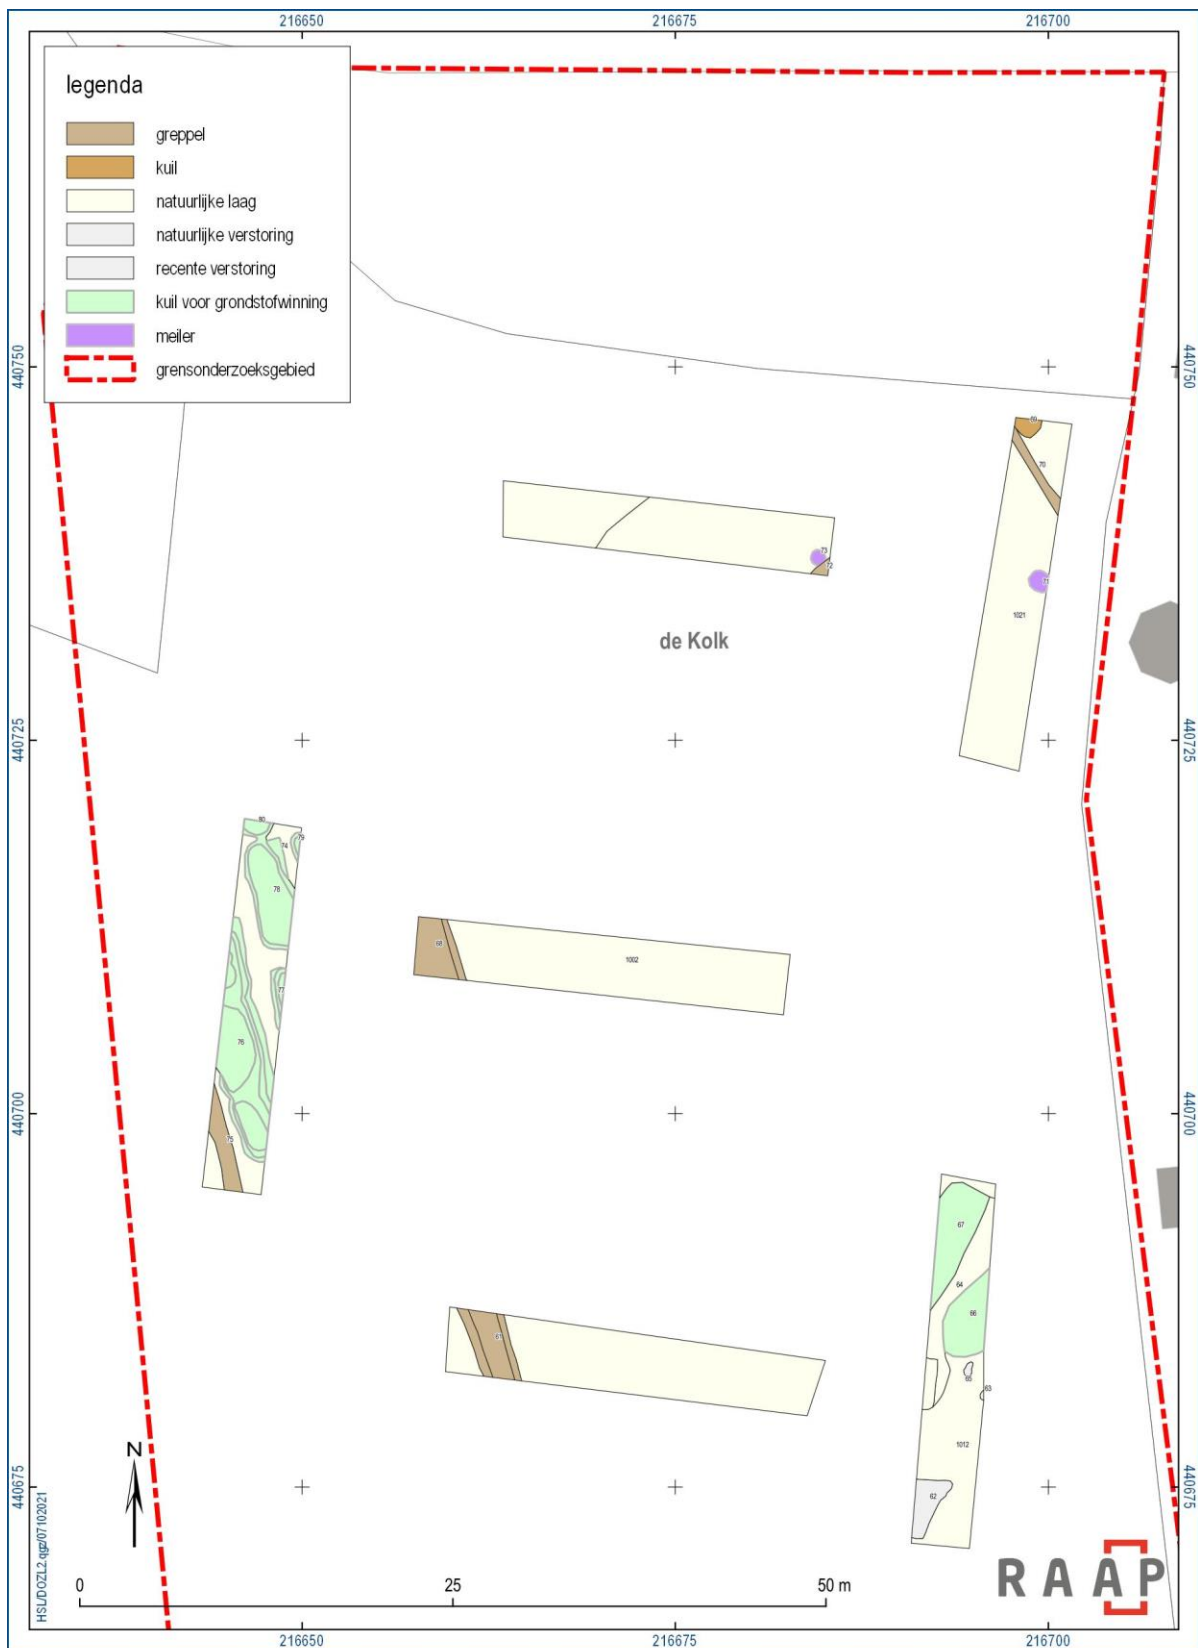 216650 216675 216700
legenda
greppel
kuil
natuurlijke laag
natuurlijke verstoring
recente verstoring
kuil voor grondstofwinning
meiler
grensonderzoeksgebied
440750 440750
69
70
73
72
71
1021
de Kolk
440725 440725
80
79
74
78
68
1002
77
76
440700 440700
75
67
64
66
61
65
63
1012
62
440675 440675
N
HSL/DOZL2.qgz/07102021
0 25 50 m
RAAP
216650 216675 216700